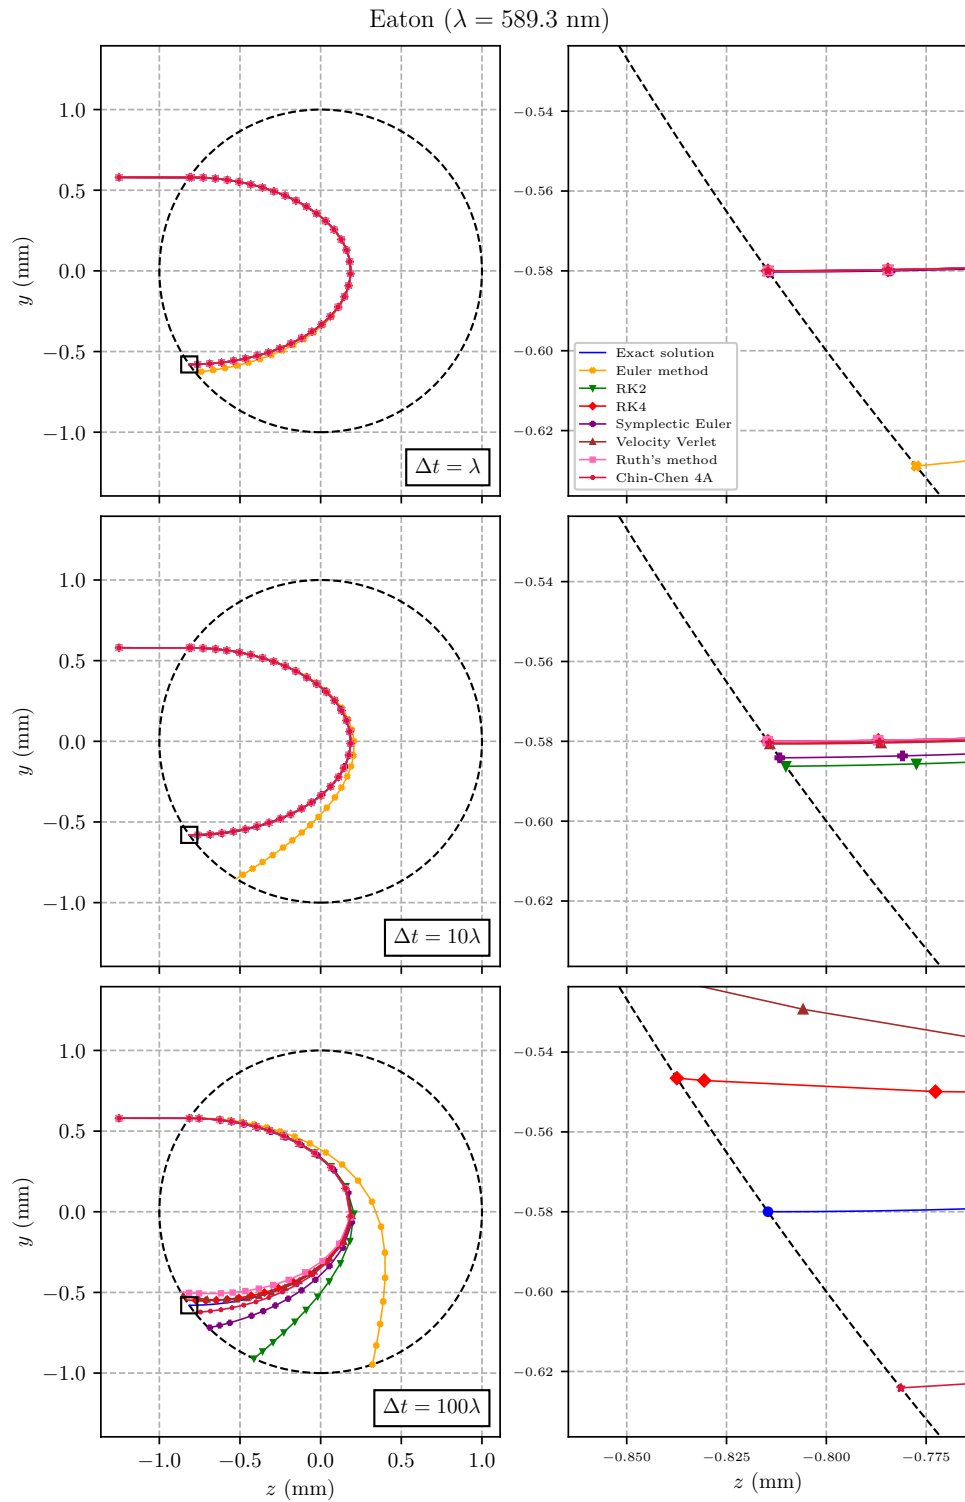 Eaton (λ = 589.3 nm)
1.0
0.5
0.0
−0.5
−1.0
y (mm)
Δt = λ
−0.54
−0.56
−0.58
−0.60
−0.62
Exact solution
Euler method
RK2
RK4
Symplectic Euler
Velocity Verlet
Ruth's method
Chin-Chen 4A
1.0
0.5
0.0
−0.5
−1.0
y (mm)
Δt = 10λ
−0.54
−0.56
−0.58
−0.60
−0.62
1.0
0.5
0.0
−0.5
−1.0
y (mm)
Δt = 100λ
−1.0 −0.5 0.0 0.5 1.0
z (mm)
−0.54
−0.56
−0.58
−0.60
−0.62
−0.850 −0.825 −0.800 −0.775
z (mm)